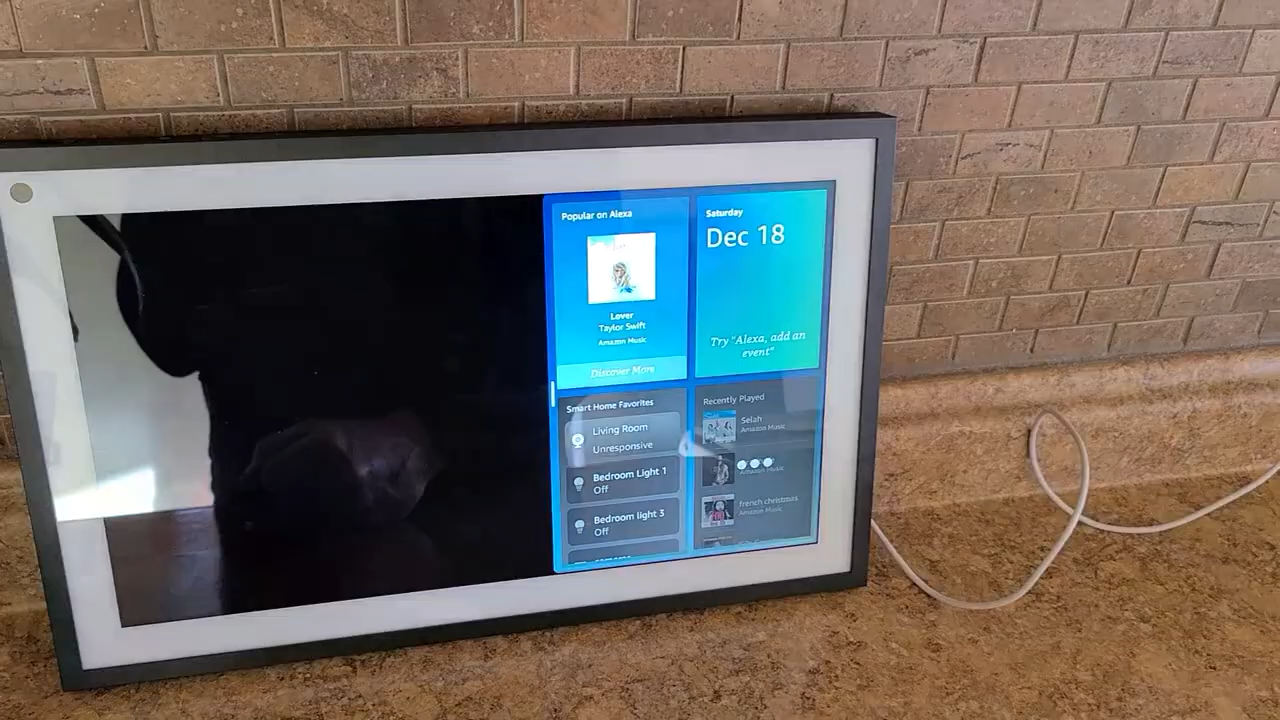 Popular on Alexa
Lover
Taylor Swift
Amazon Music
Discover More
Saturday
Dec 18
Try "Alexa, add an
event"
Smart Home Favorites
Living Room
Unresponsive
Bedroom Light 1
Off
Bedroom light 3
Off
Recently Played
Selah
Amazon Music
Amazon Music
french christmas
Amazon Music